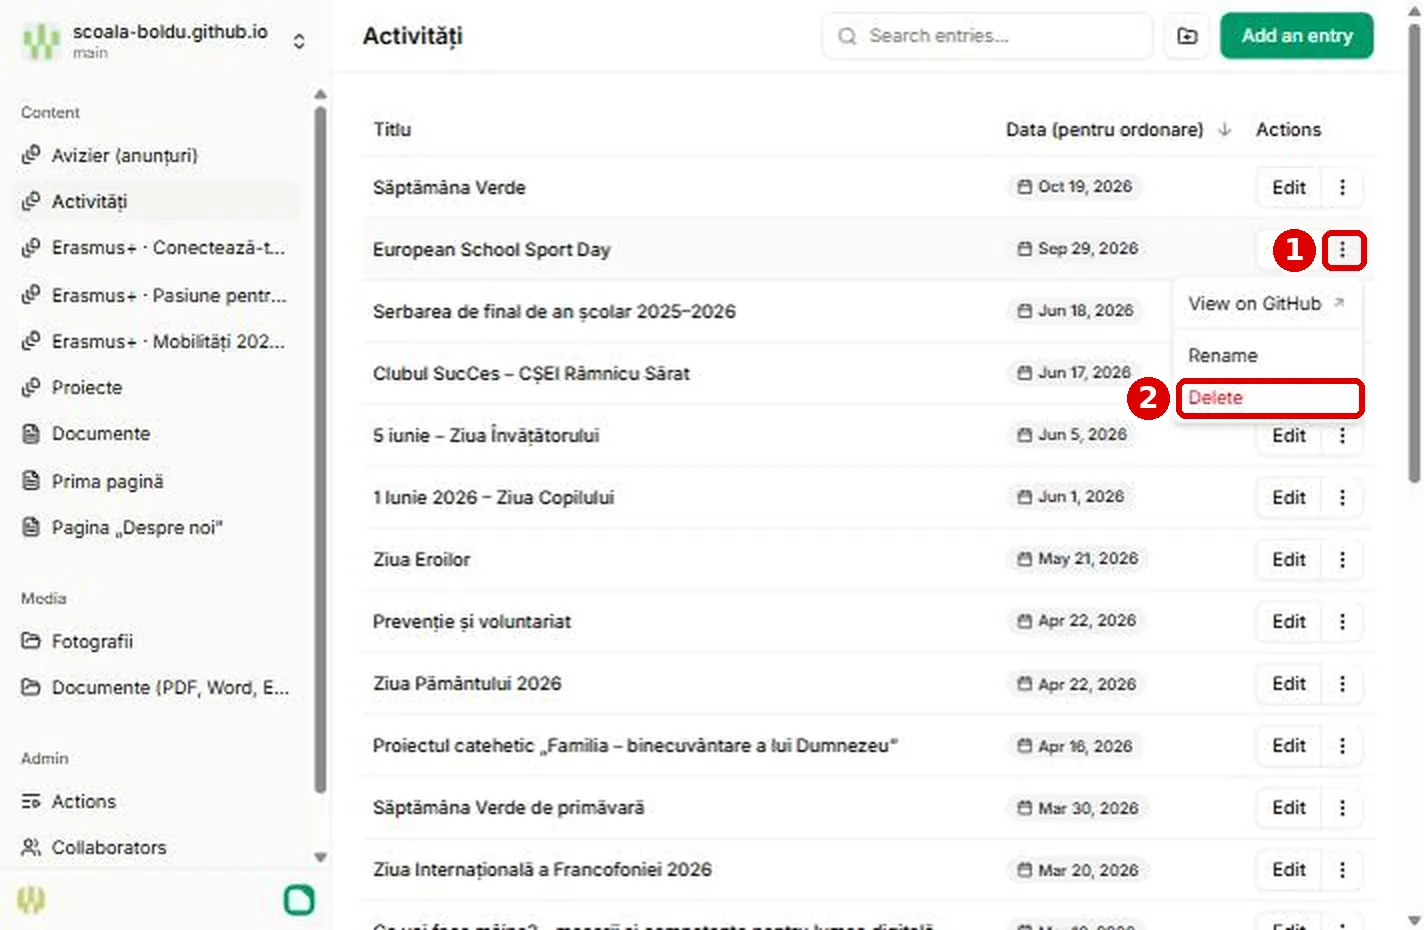 scoala-boldu.github.io
main
Content
Avizier (anunțuri)
Activități
Erasmus+ · Conectează-t...
Erasmus+ · Pasiune pentr...
Erasmus+ · Mobilități 202...
Proiecte
Documente
Prima pagină
Pagina „Despre noi”
Media
Fotografii
Documente (PDF, Word, E...
Admin
Actions
Collaborators
Activități
Search entries...
Add an entry
Titlu Data (pentru ordonare) Actions
Săptămâna Verde Oct 19, 2026 Edit
European School Sport Day Sep 29, 2026 1
View on GitHub
Rename
2 Delete
Serbarea de final de an școlar 2025–2026 Jun 18, 2026
Clubul SucCes – CȘEI Râmnicu Sărat Jun 17, 2026
5 iunie – Ziua Învățătorului Jun 5, 2026 Edit
1 Iunie 2026 – Ziua Copilului Jun 1, 2026 Edit
Ziua Eroilor May 21, 2026 Edit
Prevenție și voluntariat Apr 22, 2026 Edit
Ziua Pământului 2026 Apr 22, 2026 Edit
Proiectul catehetic „Familia – binecuvântare a lui Dumnezeu” Apr 16, 2026 Edit
Săptămâna Verde de primăvară Mar 30, 2026 Edit
Ziua Internațională a Francofoniei 2026 Mar 20, 2026 Edit